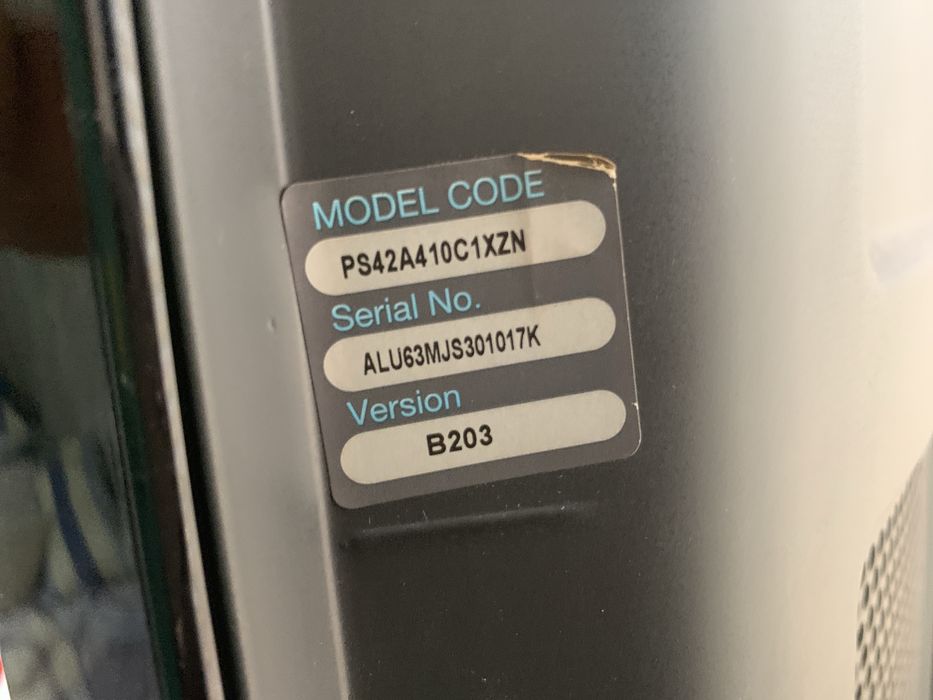 MODEL CODE
PS42A410C1XZN
Serial No.
ALU63MJS301017K
Version
B203